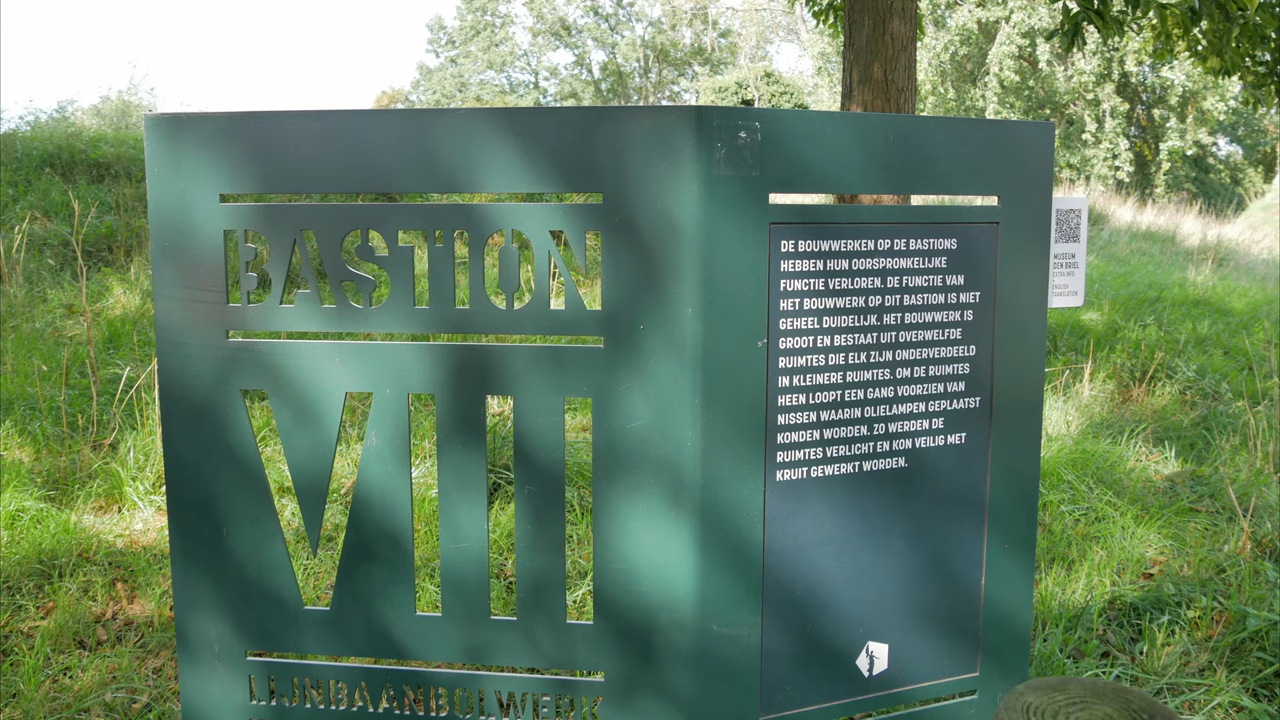 BASTION
VIII
LIJNBAANBOLWERK
DE BOUWWERKEN OP DE BASTIONS
HEBBEN HUN OORSPRONKELIJKE
FUNCTIE VERLOREN. DE FUNCTIE VAN
HET BOUWWERK OP DIT BASTION IS NIET
GEHEEL DUIDELIJK. HET BOUWWERK IS
GROOT EN BESTAAT UIT OVERWELFDE
RUIMTES DIE ELK ZIJN ONDERVERDEELD
IN KLEINERE RUIMTES. OM DE RUIMTES
HEEN LOOPT EEN GANG VOORZIEN VAN
NISSEN WAARIN OLIELAMPEN GEPLAATST
KONDEN WORDEN. ZO WERDEN DE
RUIMTES VERLICHT EN KON VEILIG MET
KRUIT GEWERKT WORDEN.
MUSEUM
DEN BRIEL
EXTRA INFO
+
ENGLISH
TRANSLATION